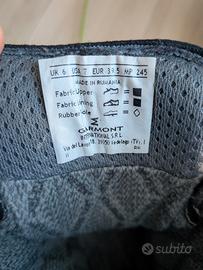 UK 6 USA 7 EUR 39.5 MP 245
MADE IN RUMANIA
Fabric Upper
Fabric lining
Rubber sole
GARMONT
INTERNATIONAL S.R.L.
subito